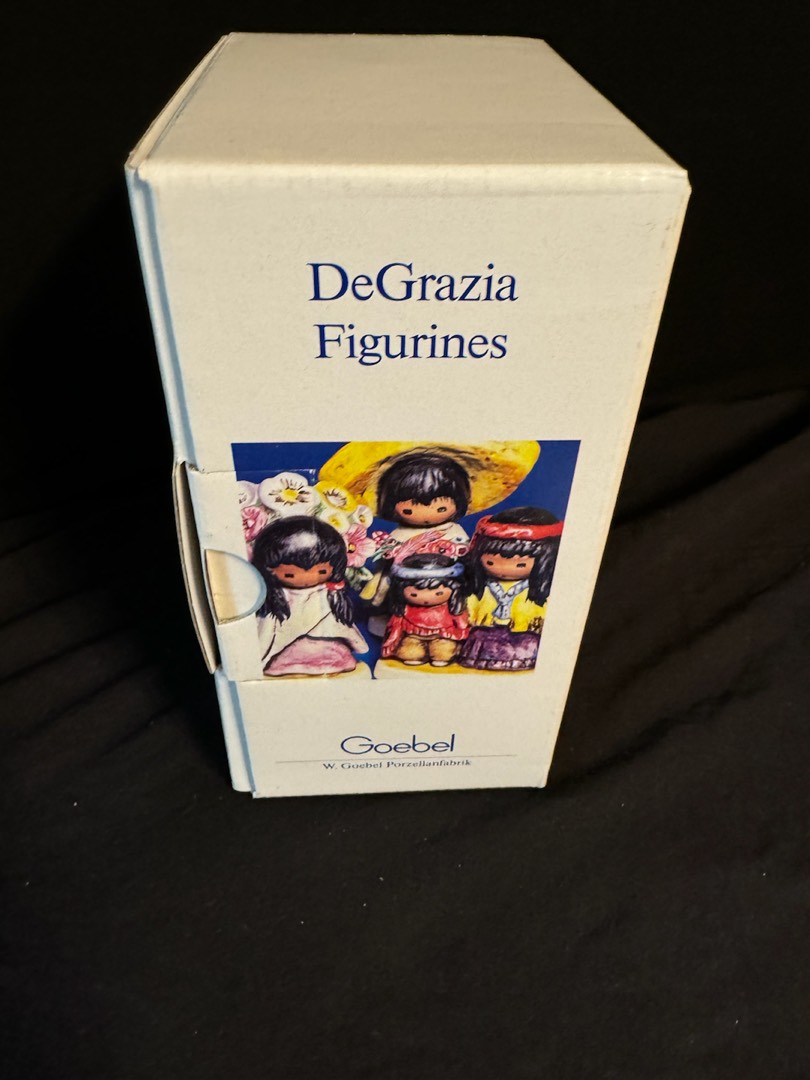 DeGrazia
Figurines
Goebel
W. Goebel Porzellanfabrik